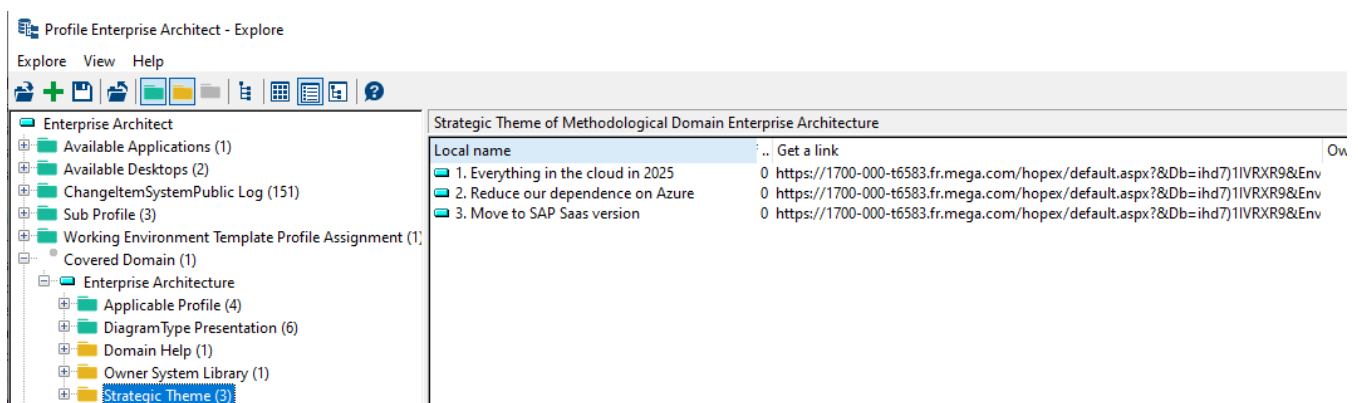 Profile Enterprise Architect - Explore
Explore View Help
Enterprise Architect
Available Applications (1)
Available Desktops (2)
ChangeItemSystemPublic Log (151)
Sub Profile (3)
Working Environment Template Profile Assignment (1)
Covered Domain (1)
Enterprise Architecture
Applicable Profile (4)
DiagramType Presentation (6)
Domain Help (1)
Owner System Library (1)
Strategic Theme (3)
Strategic Theme of Methodological Domain Enterprise Architecture
Local name .. Get a link Ow
1. Everything in the cloud in 2025 0 https://1700-000-t6583.fr.mega.com/hopex/default.aspx?&Db=ihd7)1IVRXR9&Env
2. Reduce our dependence on Azure 0 https://1700-000-t6583.fr.mega.com/hopex/default.aspx?&Db=ihd7)1IVRXR9&Env
3. Move to SAP Saas version 0 https://1700-000-t6583.fr.mega.com/hopex/default.aspx?&Db=ihd7)1IVRXR9&Env